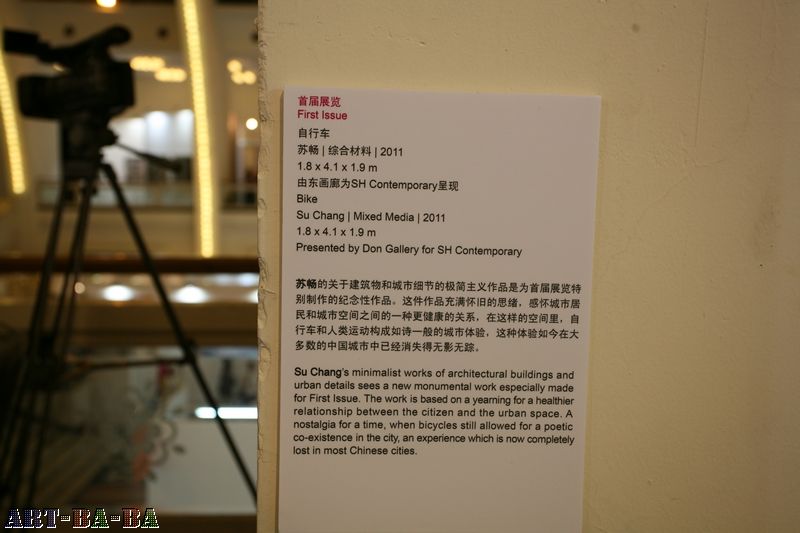 首届展览
First Issue
自行车
苏畅 | 综合材料 | 2011
1.8 x 4.1 x 1.9 m
由东画廊为SH Contemporary呈现
Bike
Su Chang | Mixed Media | 2011
1.8 x 4.1 x 1.9 m
Presented by Don Gallery for SH Contemporary
苏畅的关于建筑物和城市细节的极简主义作品是为首届展览特
别制作的纪念性作品。这件作品充满怀旧的思绪，感怀城市居
民和城市空间之间的一种更健康的关系，在这样的空间里，自
行车和人类运动构成如诗一般的城市体验，这种体验如今在大
多数的中国城市中已经消失得无影无踪。
Su Chang's minimalist works of architectural buildings and
urban details sees a new monumental work especially made
for First Issue. The work is based on a yearning for a healthier
relationship between the citizen and the urban space. A
nostalgia for a time, when bicycles still allowed for a poetic
co-existence in the city, an experience which is now completely
lost in most Chinese cities.
ART-BA-BA